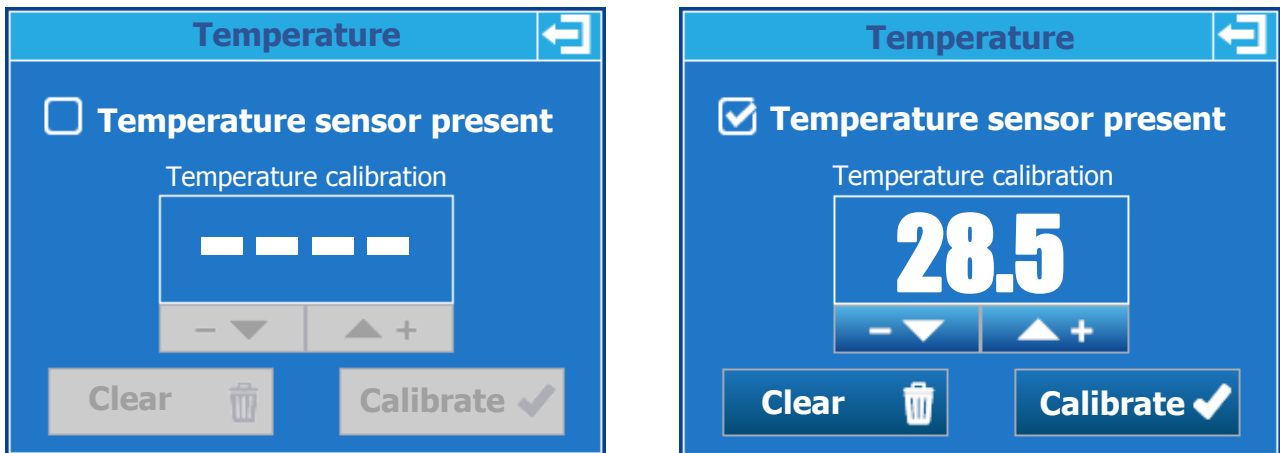 Temperature
Temperature sensor present
Temperature calibration
----
- +
Clear
Calibrate
Temperature
Temperature sensor present
Temperature calibration
28.5
- +
Clear
Calibrate